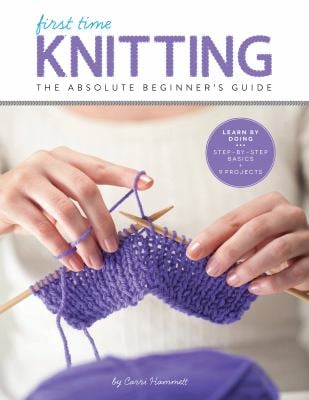 first time
KNITTING
THE ABSOLUTE BEGINNER'S GUIDE
LEARN BY
DOING
STEP-BY-STEP
BASICS
+
9 PROJECTS
by Carri Hammett